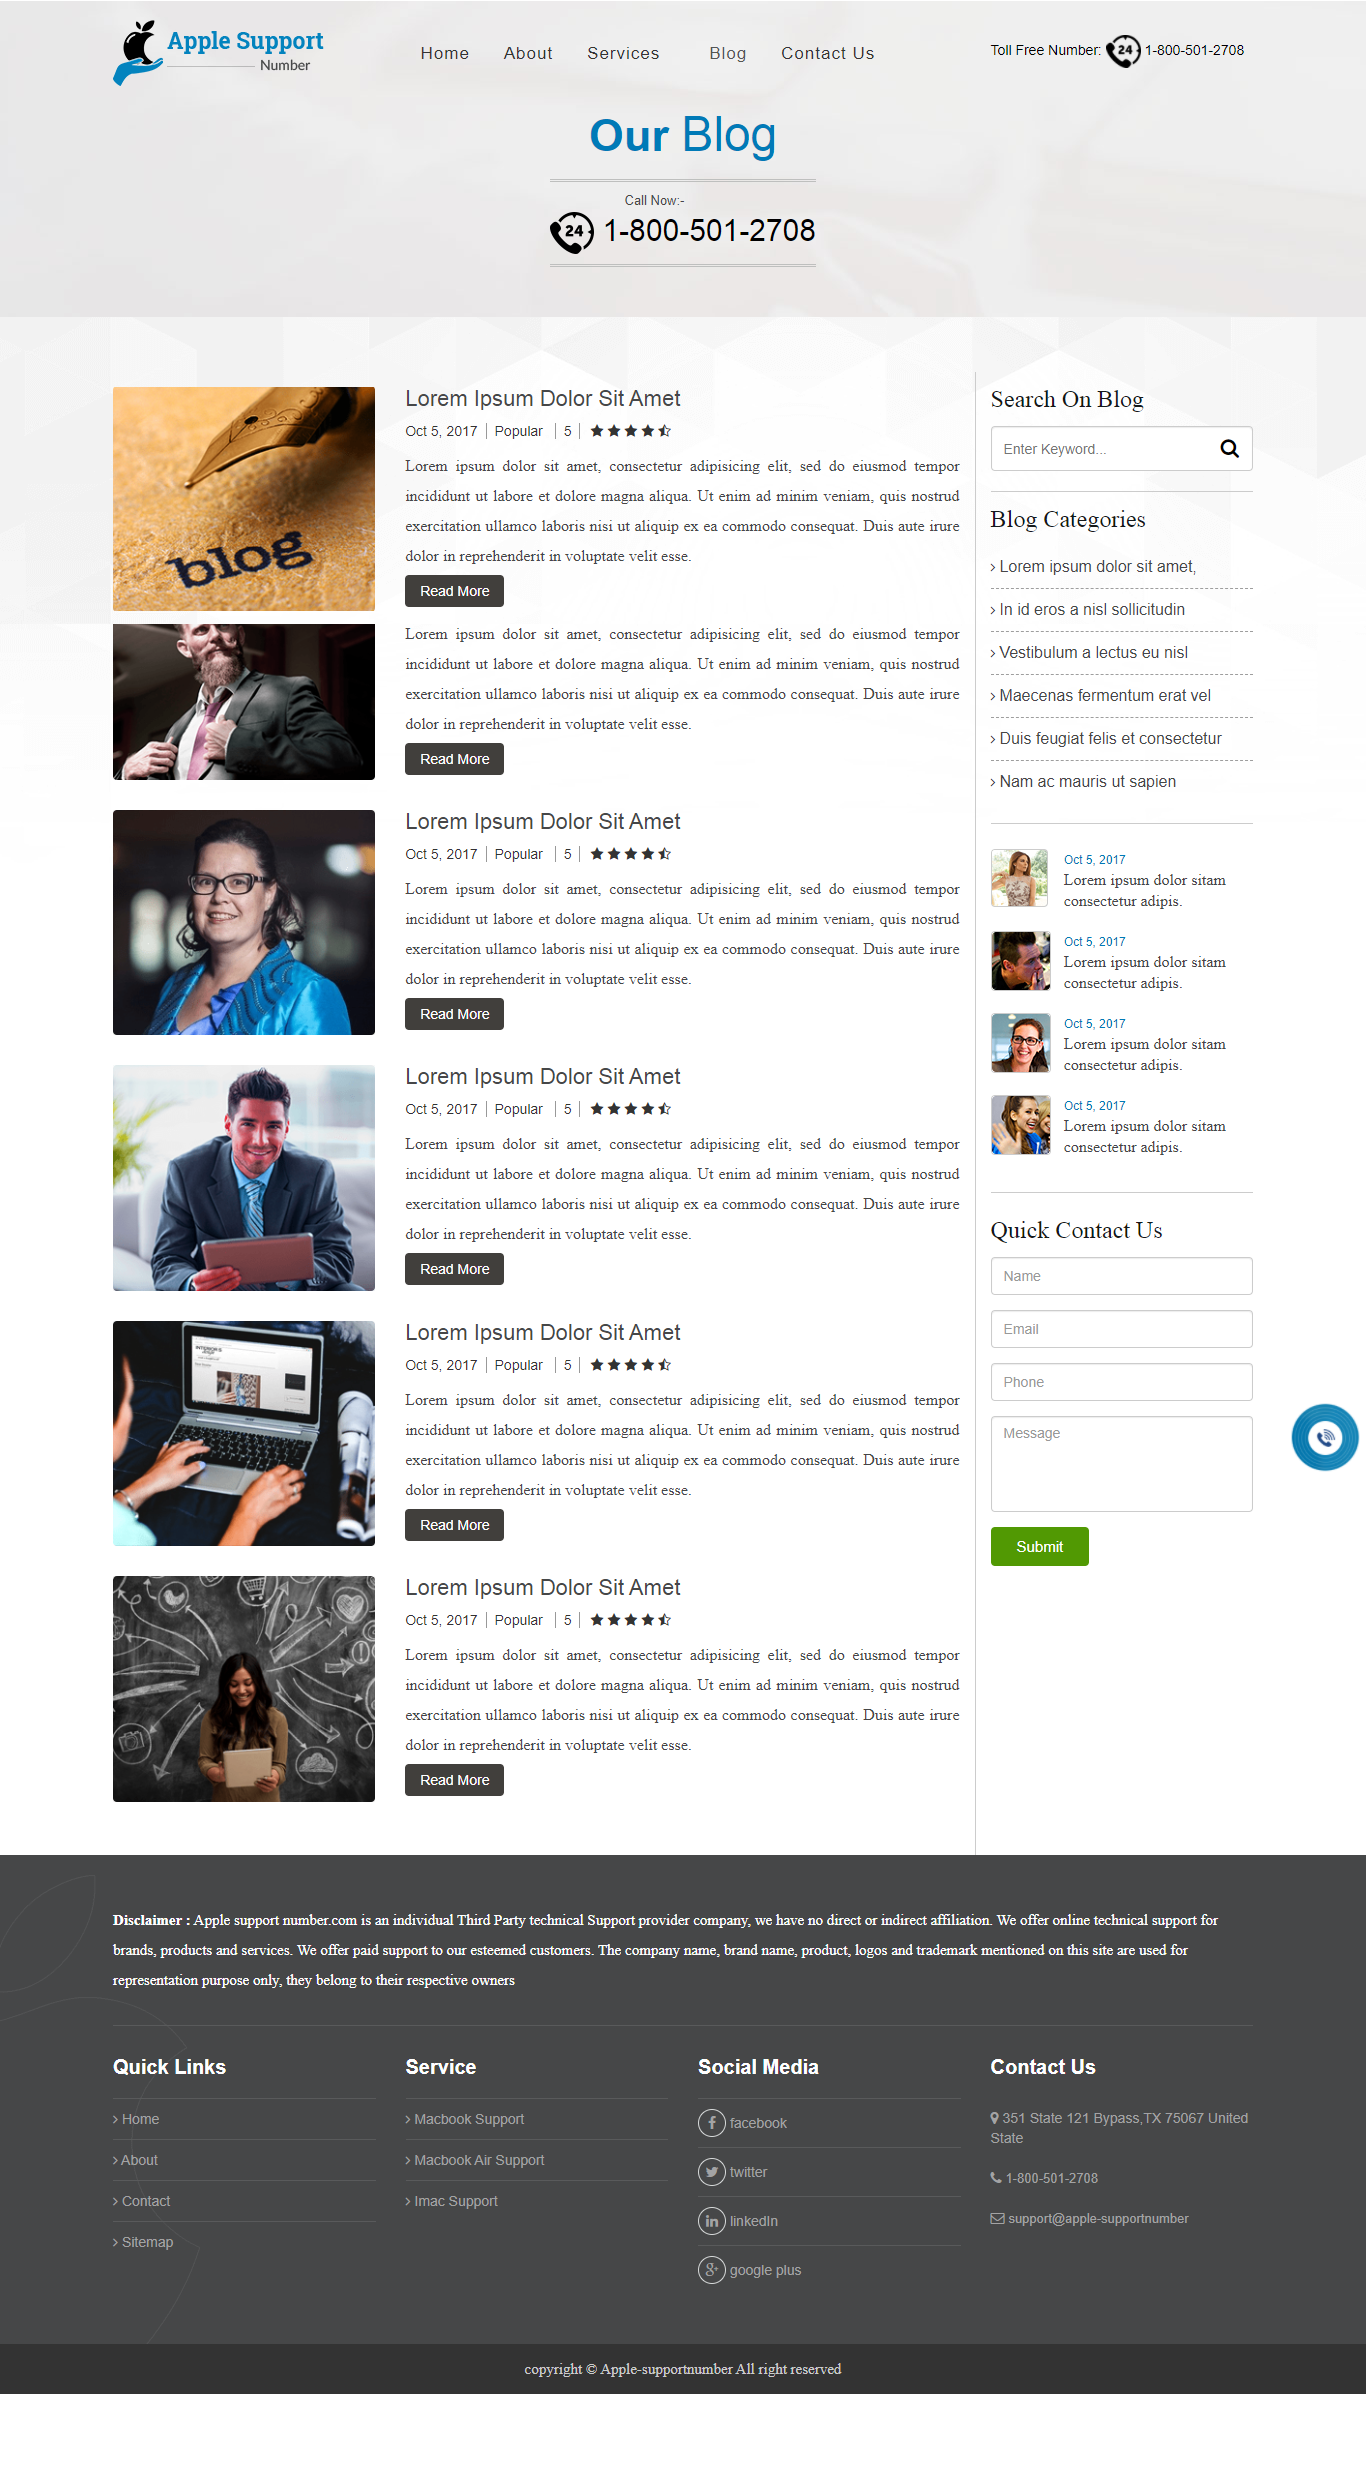 Apple Support
Number
Home
About
Services
Blog
Contact Us
Toll Free Number: 24 1-800-501-2708
Our Blog
Call Now:-
24 1-800-501-2708
blog
Lorem Ipsum Dolor Sit Amet
Oct 5, 2017 | Popular | 5 |
Lorem ipsum dolor sit amet, consectetur adipisicing elit, sed do eiusmod tempor
incididunt ut labore et dolore magna aliqua. Ut enim ad minim veniam, quis nostrud
exercitation ullamco laboris nisi ut aliquip ex ea commodo consequat. Duis aute irure
dolor in reprehenderit in voluptate velit esse.
Read More
Lorem ipsum dolor sit amet, consectetur adipisicing elit, sed do eiusmod tempor
incididunt ut labore et dolore magna aliqua. Ut enim ad minim veniam, quis nostrud
exercitation ullamco laboris nisi ut aliquip ex ea commodo consequat. Duis aute irure
dolor in reprehenderit in voluptate velit esse.
Read More
Lorem Ipsum Dolor Sit Amet
Oct 5, 2017 | Popular | 5 |
Lorem ipsum dolor sit amet, consectetur adipisicing elit, sed do eiusmod tempor
incididunt ut labore et dolore magna aliqua. Ut enim ad minim veniam, quis nostrud
exercitation ullamco laboris nisi ut aliquip ex ea commodo consequat. Duis aute irure
dolor in reprehenderit in voluptate velit esse.
Read More
Lorem Ipsum Dolor Sit Amet
Oct 5, 2017 | Popular | 5 |
Lorem ipsum dolor sit amet, consectetur adipisicing elit, sed do eiusmod tempor
incididunt ut labore et dolore magna aliqua. Ut enim ad minim veniam, quis nostrud
exercitation ullamco laboris nisi ut aliquip ex ea commodo consequat. Duis aute irure
dolor in reprehenderit in voluptate velit esse.
Read More
Lorem Ipsum Dolor Sit Amet
Oct 5, 2017 | Popular | 5 |
Lorem ipsum dolor sit amet, consectetur adipisicing elit, sed do eiusmod tempor
incididunt ut labore et dolore magna aliqua. Ut enim ad minim veniam, quis nostrud
exercitation ullamco laboris nisi ut aliquip ex ea commodo consequat. Duis aute irure
dolor in reprehenderit in voluptate velit esse.
Read More
Lorem Ipsum Dolor Sit Amet
Oct 5, 2017 | Popular | 5 |
Lorem ipsum dolor sit amet, consectetur adipisicing elit, sed do eiusmod tempor
incididunt ut labore et dolore magna aliqua. Ut enim ad minim veniam, quis nostrud
exercitation ullamco laboris nisi ut aliquip ex ea commodo consequat. Duis aute irure
dolor in reprehenderit in voluptate velit esse.
Read More
Search On Blog
Enter Keyword...
Blog Categories
› Lorem ipsum dolor sit amet,
› In id eros a nisl sollicitudin
› Vestibulum a lectus eu nisl
› Maecenas fermentum erat vel
› Duis feugiat felis et consectetur
› Nam ac mauris ut sapien
Oct 5, 2017
Lorem ipsum dolor sitam
consectetur adipis.
Oct 5, 2017
Lorem ipsum dolor sitam
consectetur adipis.
Oct 5, 2017
Lorem ipsum dolor sitam
consectetur adipis.
Oct 5, 2017
Lorem ipsum dolor sitam
consectetur adipis.
Quick Contact Us
Name
Email
Phone
Message
Submit
Disclaimer : Apple support number.com is an individual Third Party technical Support provider company, we have no direct or indirect affiliation. We offer online technical support for
brands, products and services. We offer paid support to our esteemed customers. The company name, brand name, product, logos and trademark mentioned on this site are used for
representation purpose only, they belong to their respective owners
Quick Links
› Home
› About
› Contact
› Sitemap
Service
› Macbook Support
› Macbook Air Support
› Imac Support
Social Media
facebook
twitter
linkedIn
google plus
Contact Us
351 State 121 Bypass,TX 75067 United
State
1-800-501-2708
support@apple-supportnumber
copyright © Apple-supportnumber All right reserved